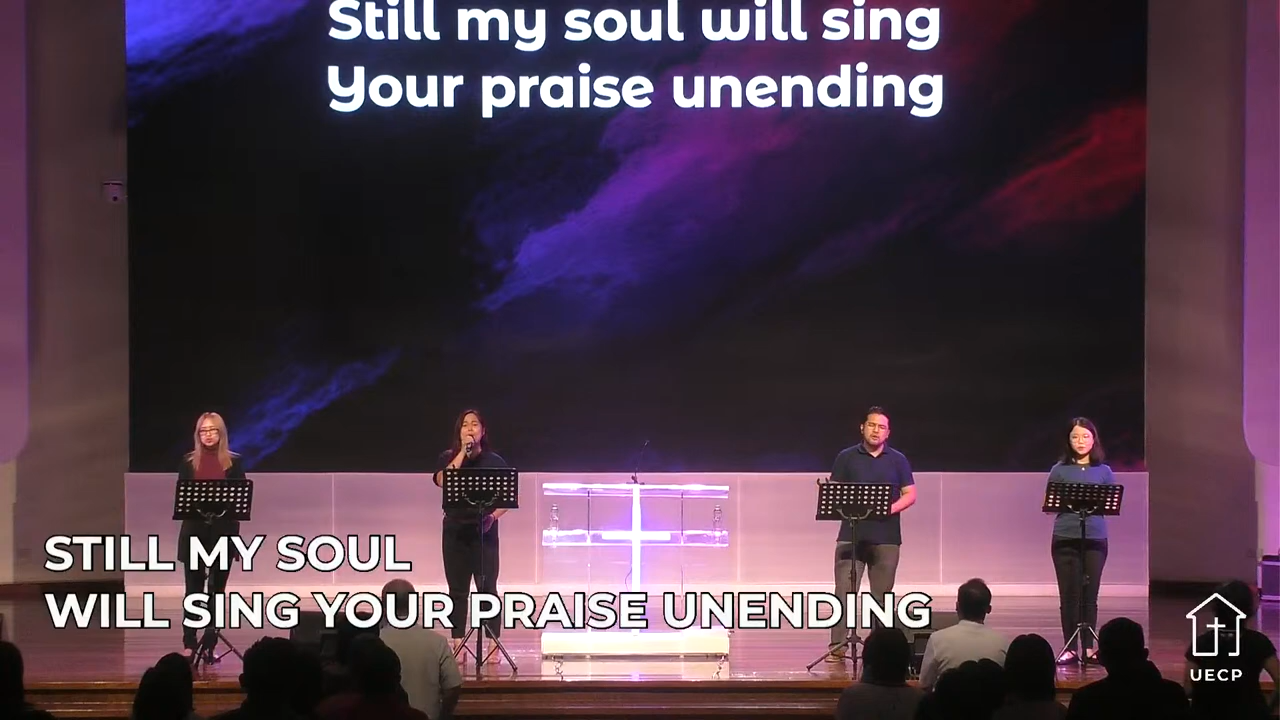 Still my soul will sing
Your praise unending
STILL MY SOUL
WILL SING YOUR PRAISE UNENDING
UECP